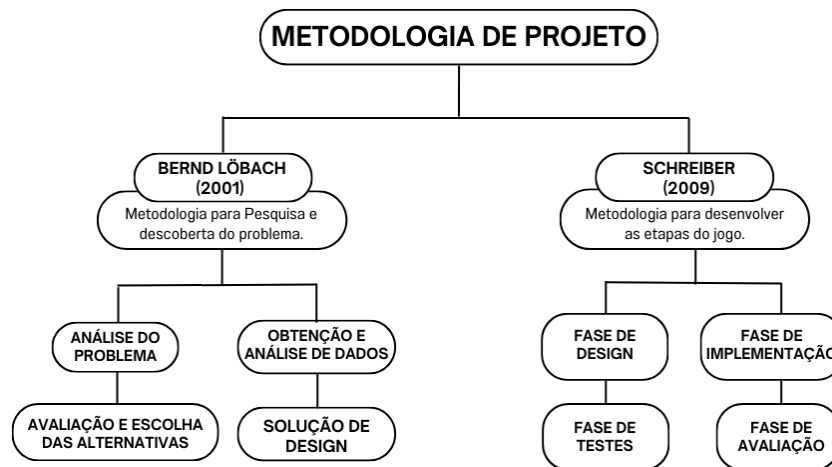 METODOLOGIA DE PROJETO
BERND LÖBACH
(2001)
Metodologia para Pesquisa e
descoberta do problema.
SCHREIBER
(2009)
Metodologia para desenvolver
as etapas do jogo.
ANÁLISE DO
PROBLEMA
OBTENÇÃO E
ANÁLISE DE DADOS
FASE DE
DESIGN
FASE DE
IMPLEMENTAÇÃO
AVALIAÇÃO E ESCOLHA
DAS ALTERNATIVAS
SOLUÇÃO DE
DESIGN
FASE DE
TESTES
FASE DE
AVALIAÇÃO